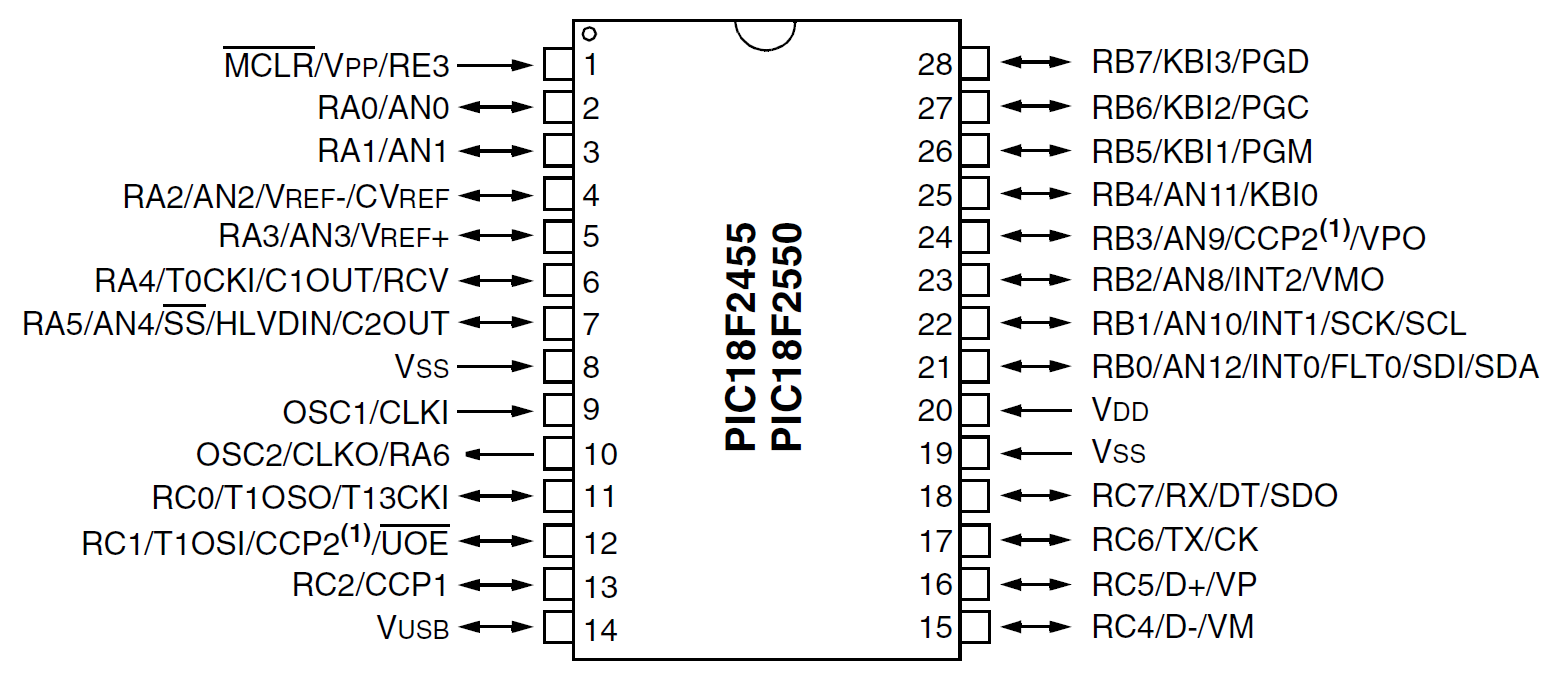 MCLR/VPP/RE3 1 28 RB7/KBI3/PGD
RA0/AN0 2 27 RB6/KBI2/PGC
RA1/AN1 3 26 RB5/KBI1/PGM
RA2/AN2/VREF-/CVREF 4 25 RB4/AN11/KBI0
RA3/AN3/VREF+ 5 24 RB3/AN9/CCP2(1)/VPO
RA4/T0CKI/C1OUT/RCV 6 23 RB2/AN8/INT2/VMO
RA5/AN4/SS/HLVDIN/C2OUT 7 22 RB1/AN10/INT1/SCK/SCL
VSS 8 21 RB0/AN12/INT0/FLT0/SDI/SDA
OSC1/CLKI 9 20 VDD
OSC2/CLKO/RA6 10 19 VSS
RC0/T1OSO/T13CKI 11 18 RC7/RX/DT/SDO
RC1/T1OSI/CCP2(1)/UOE 12 17 RC6/TX/CK
RC2/CCP1 13 16 RC5/D+/VP
VUSB 14 15 RC4/D-/VM
PIC18F2455
PIC18F2550